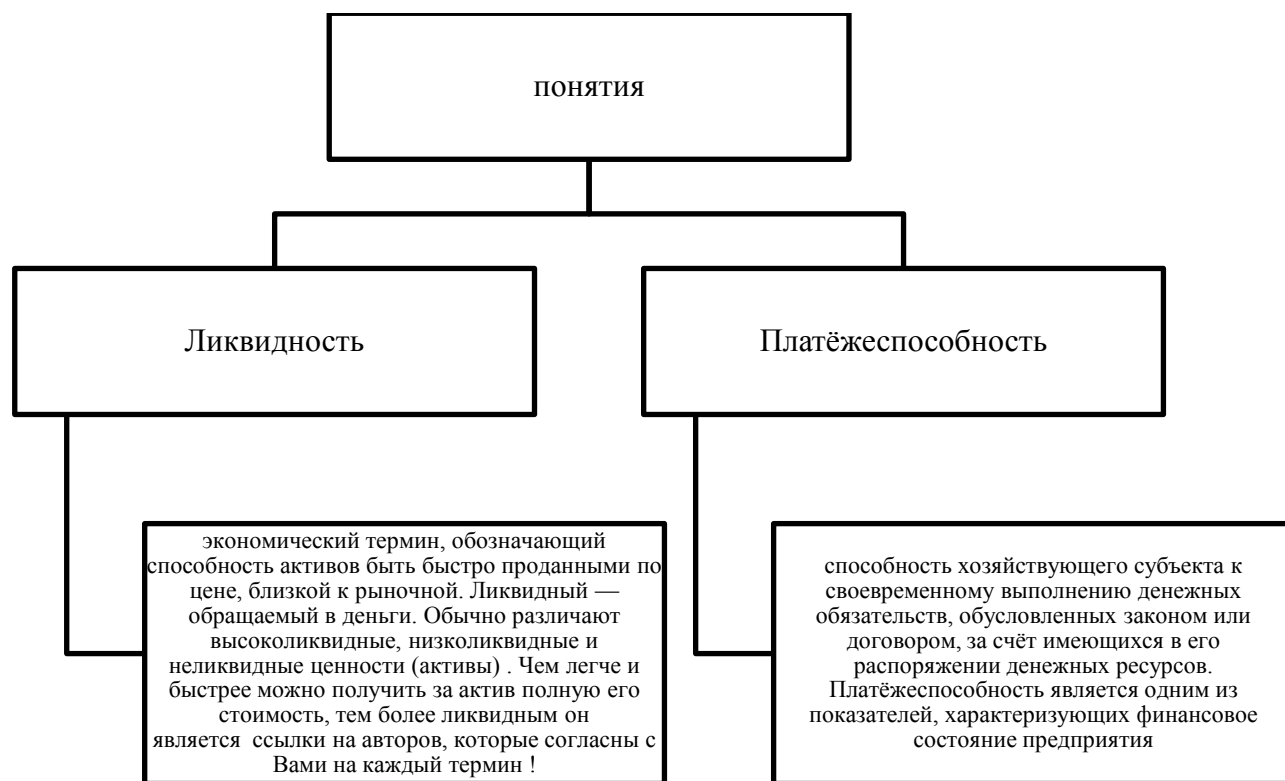 понятия
Ликвидность
Платёжеспособность
экономический термин, обозначающий
способность активов быть быстро проданными по
цене, близкой к рыночной. Ликвидный —
обращаемый в деньги. Обычно различают
высоколиквидные, низколиквидные и
неликвидные ценности (активы) . Чем легче и
быстрее можно получить за актив полную его
стоимость, тем более ликвидным он
является  ссылки на авторов, которые согласны с
Вами на каждый термин !
способность хозяйствующего субъекта к
своевременному выполнению денежных
обязательств, обусловленных законом или
договором, за счёт имеющихся в его
распоряжении денежных ресурсов.
Платёжеспособность является одним из
показателей, характеризующих финансовое
состояние предприятия